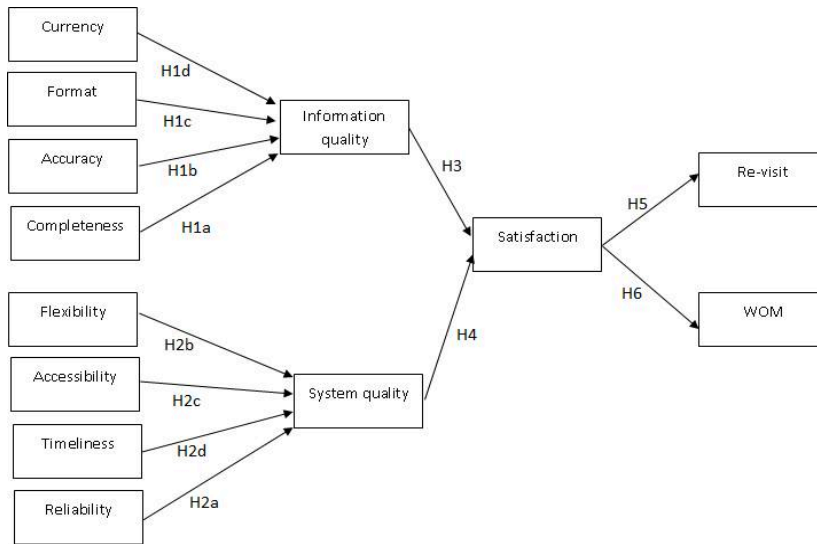 Currency
H1d
Format
H1c
Information
quality
Accuracy
H1b
H3
Re-visit
Completeness
H1a
H5
Satisfaction
Flexibility
H6
WOM
H2b
H4
Accessibility
H2c
System quality
Timeliness
H2d
Reliability
H2a